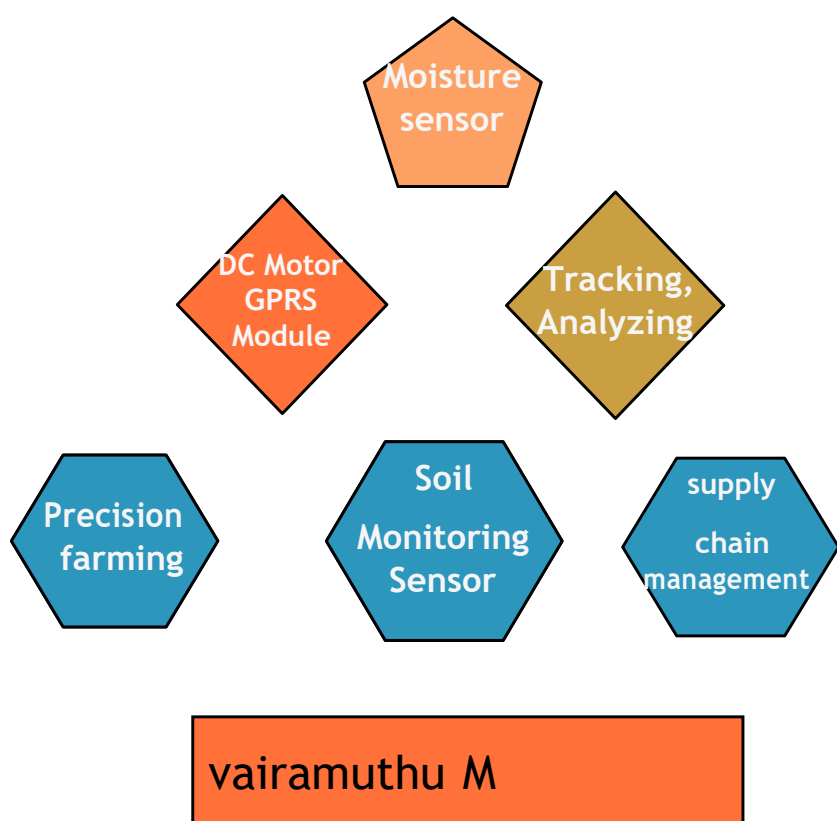 Moisture
sensor
DC Motor
GPRS
Module
Tracking,
Analyzing
Precision
farming
Soil
Monitoring
Sensor
supply
chain
management
vairamuthu M